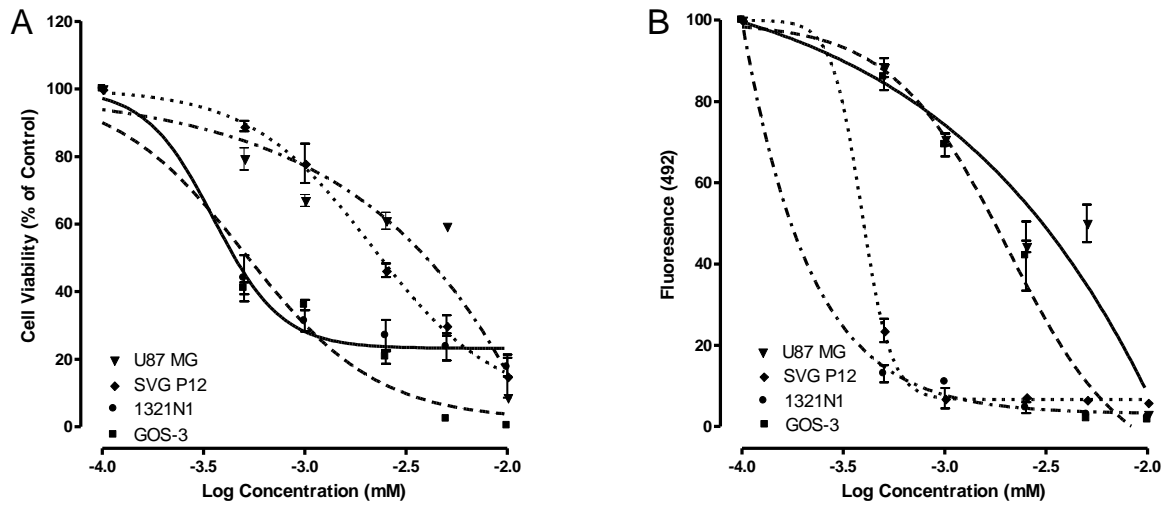 A
120
100
80
60
40
20
0
Cell Viability (% of Control)
U87 MG
SVG P12
1321N1
GOS-3
-4.0 -3.5 -3.0 -2.5 -2.0
Log Concentration (mM)
B
100
80
60
40
20
0
Fluoresence (492)
U87 MG
SVG P12
1321N1
GOS-3
-4.0 -3.5 -3.0 -2.5 -2.0
Log Concentration (mM)